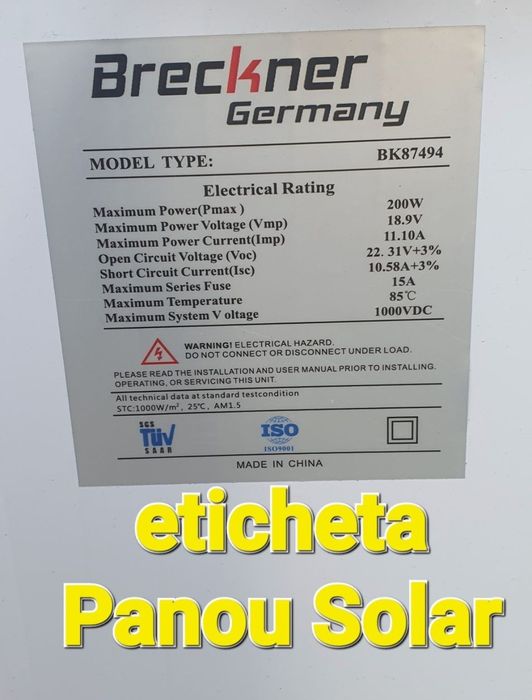 Breckner
Germany
MODEL TYPE: BK87494
Electrical Rating
Maximum Power(Pmax ) 200W
Maximum Power Voltage (Vmp) 18.9V
Maximum Power Current(Imp) 11.10A
Open Circuit Voltage (Voc) 22. 31V+3%
Short Circuit Current(Isc) 10.58A+3%
Maximum Series Fuse 15A
Maximum Temperature 85℃
Maximum System V oltage 1000VDC
WARNING! ELECTRICAL HAZARD.
DO NOT CONNECT OR DISCONNECT UNDER LOAD.
PLEASE READ THE INSTALLATION AND USER MANUAL PRIOR TO INSTALLING.
OPERATING, OR SERVICING THIS UNIT.
All technical data at standard testcondition
STC:1000W/m², 25℃, AM1.5
SGS
TÜV
SAAR
ISO
ISO9001
MADE IN CHINA
eticheta
Panou Solar